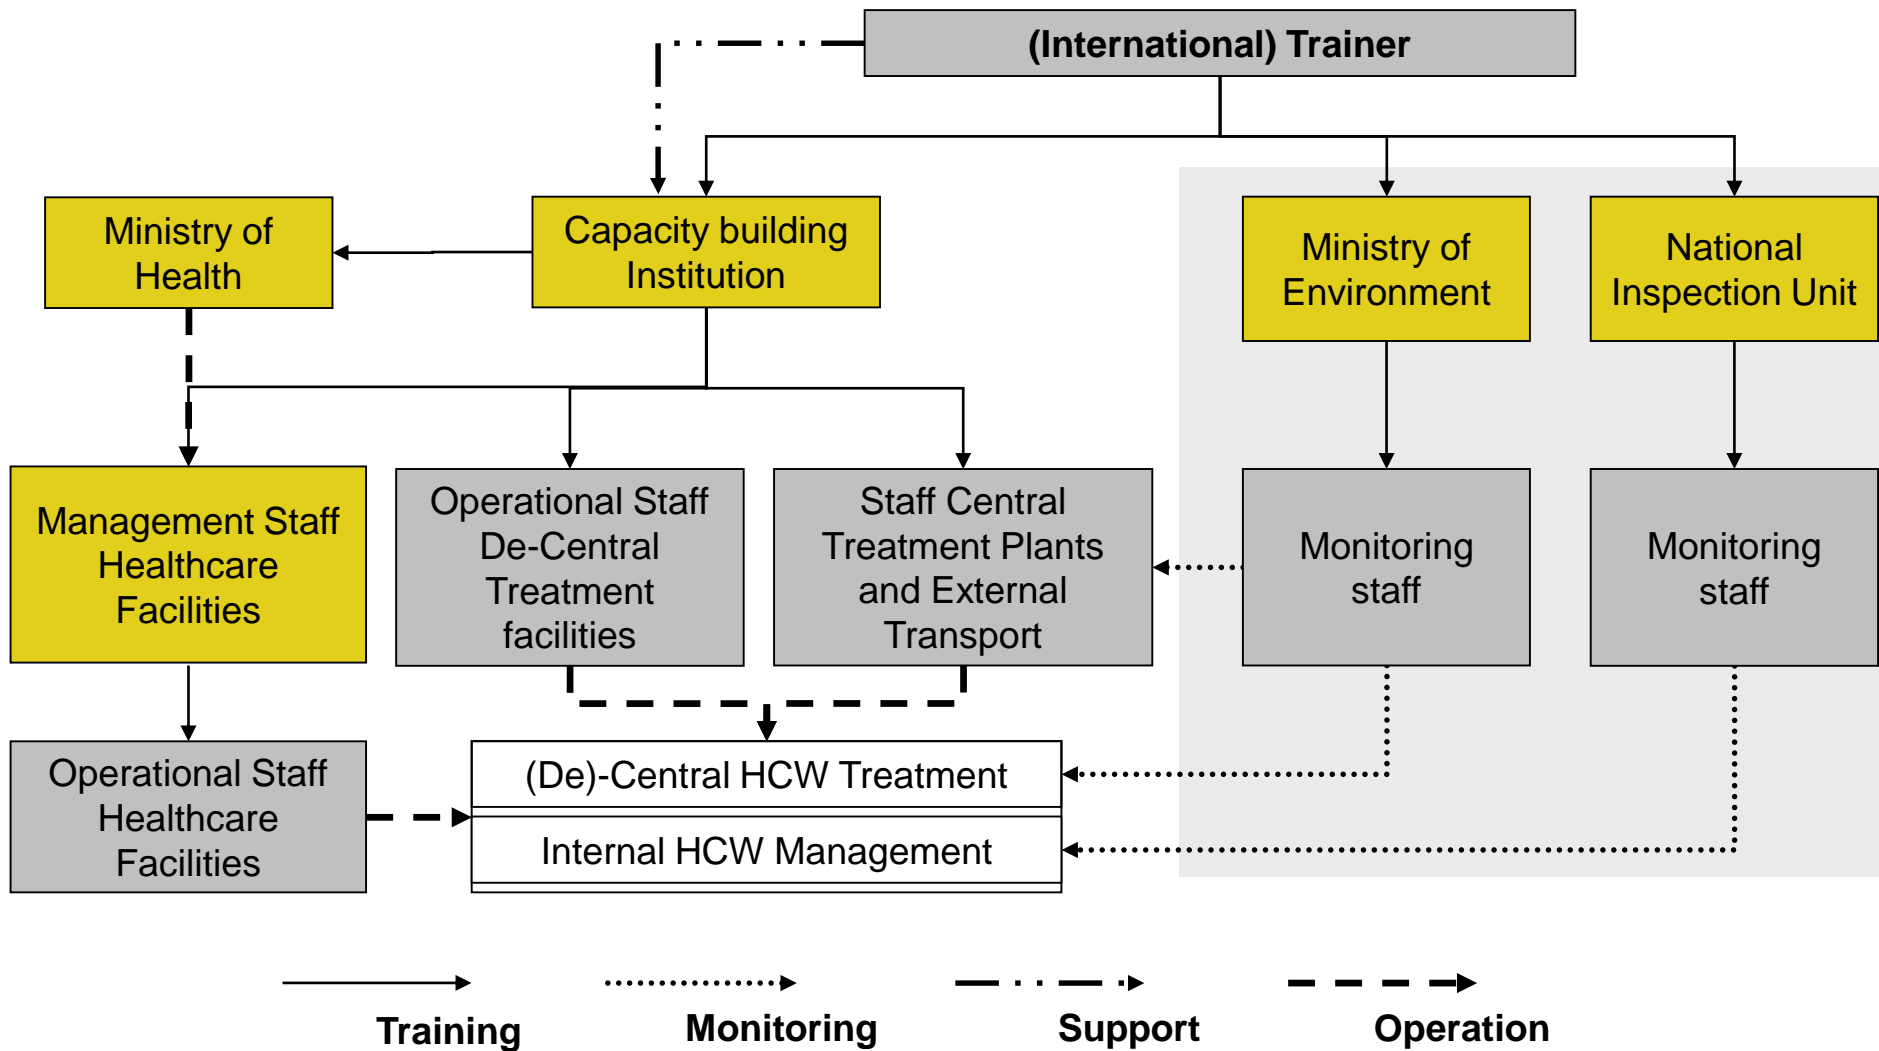 (International) Trainer
Ministry of
Health
Capacity building
Institution
Ministry of
Environment
National
Inspection Unit
Management Staff
Healthcare
Facilities
Operational Staff
De-Central
Treatment
facilities
Staff Central
Treatment Plants
and External
Transport
Monitoring
staff
Monitoring
staff
Operational Staff
Healthcare
Facilities
(De)-Central HCW Treatment
Internal HCW Management
Training
Monitoring
Support
Operation